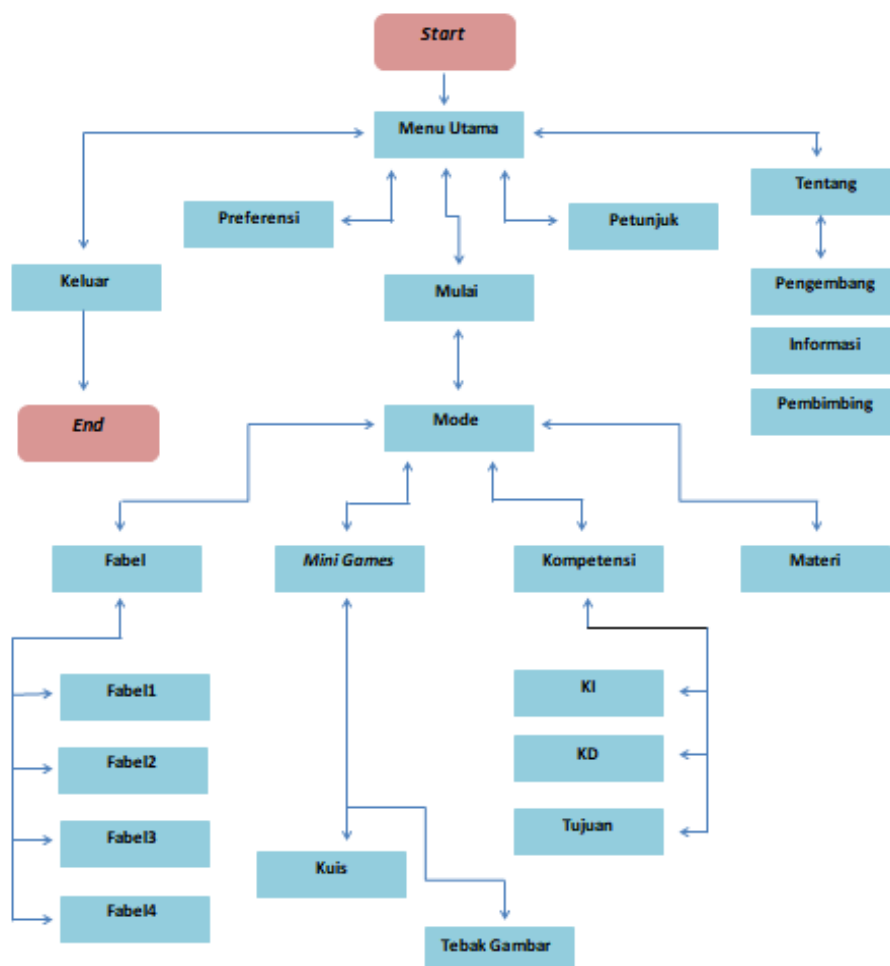 Start
Menu Utama
Tentang
Preferensi
Petunjuk
Keluar
Mulai
Pengembang
Informasi
Pembimbing
End
Mode
Fabel
Mini Games
Kompetensi
Materi
Fabel1
KI
Fabel2
KD
Fabel3
Tujuan
Kuis
Fabel4
Tebak Gambar